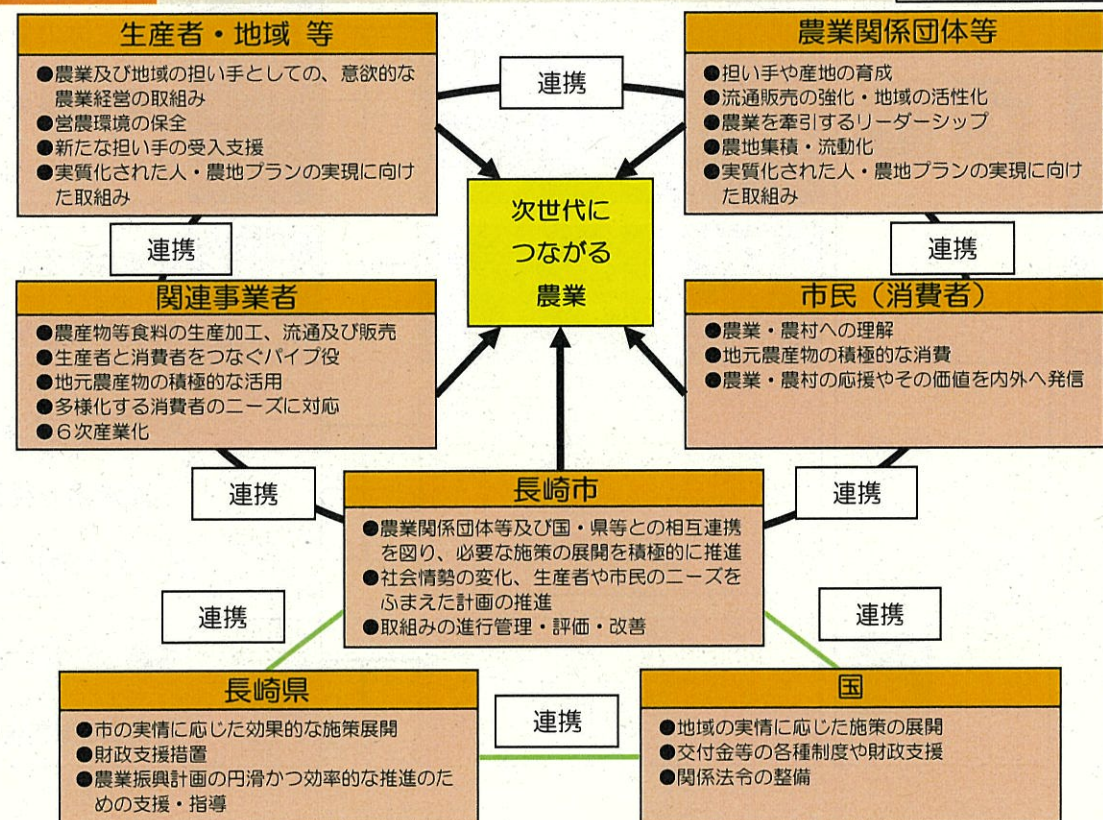 生産者・地域 等
●農業及び地域の担い手としての、意欲的な
農業経営の取組み
●営農環境の保全
●新たな担い手の受入支援
●実質化された人・農地プランの実現に向け
た取組み
連携
農業関係団体等
●担い手や産地の育成
●流通販売の強化・地域の活性化
●農業を牽引するリーダーシップ
●農地集積・流動化
●実質化された人・農地プランの実現に向け
た取組み
次世代に
つながる
農業
連携
連携
関連事業者
●農産物等食料の生産加工、流通及び販売
●生産者と消費者をつなぐパイプ役
●地元農産物の積極的な活用
●多様化する消費者のニーズに対応
●6次産業化
市民（消費者）
●農業・農村への理解
●地元農産物の積極的な消費
●農業・農村の応援やその価値を内外へ発信
連携
連携
長崎市
●農業関係団体等及び国・県等との相互連携
を図り、必要な施策の展開を積極的に推進
●社会情勢の変化、生産者や市民のニーズを
ふまえた計画の推進
●取組みの進行管理・評価・改善
連携
連携
長崎県
●市の実情に応じた効果的な施策展開
●財政支援措置
●農業振興計画の円滑かつ効率的な推進のた
めの支援・指導
連携
国
●地域の実情に応じた施策の展開
●交付金等の各種制度や財政支援
●関係法令の整備